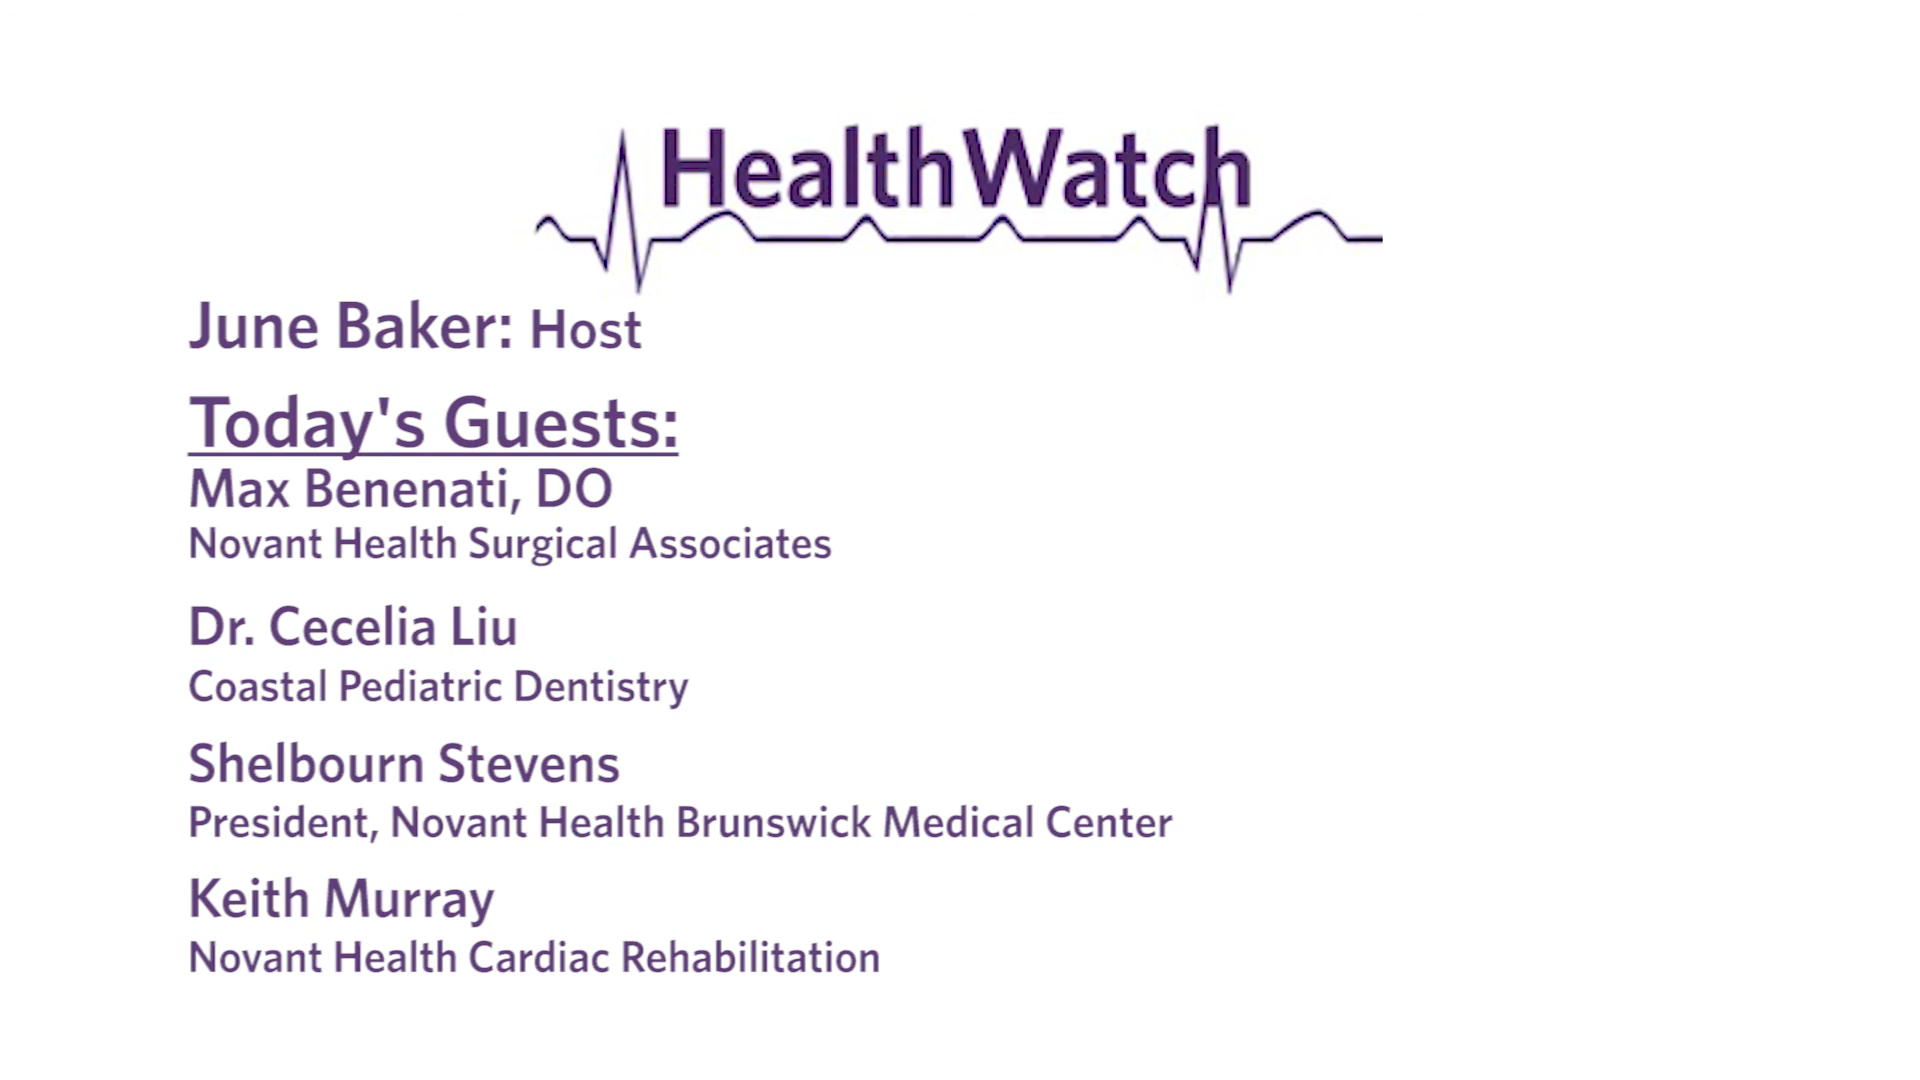 HealthWatch
June Baker: Host
Today's Guests:
Max Benenati, DO
Novant Health Surgical Associates
Dr. Cecelia Liu
Coastal Pediatric Dentistry
Shelbourn Stevens
President, Novant Health Brunswick Medical Center
Keith Murray
Novant Health Cardiac Rehabilitation